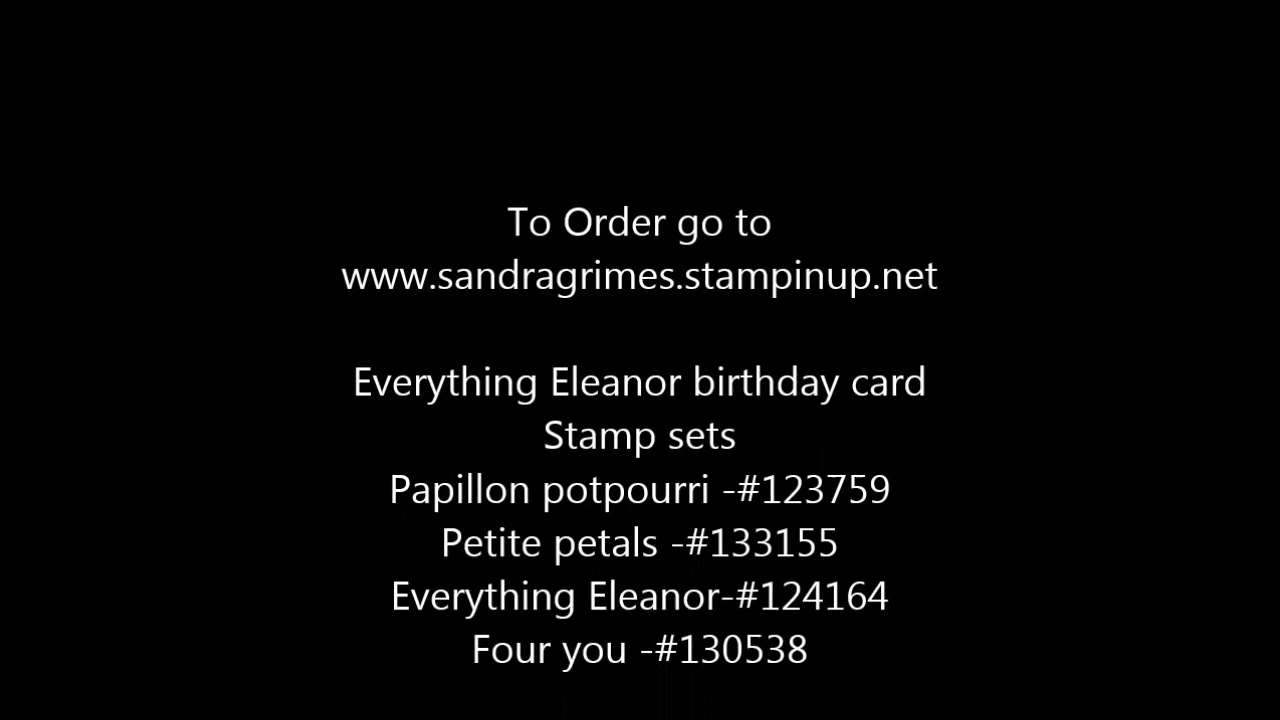 To Order go to
www.sandragrimes.stampinup.net
Everything Eleanor birthday card
Stamp sets
Papillon potpourri -#123759
Petite petals -#133155
Everything Eleanor-#124164
Four you -#130538